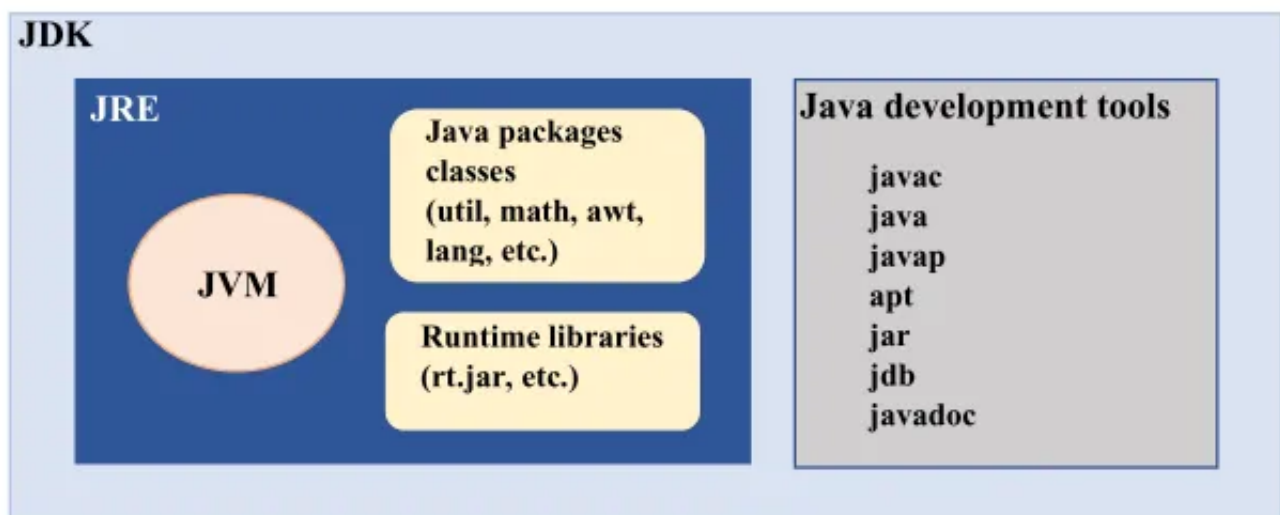 JDK
JRE
JVM
Java packages
classes
(util, math, awt,
lang, etc.)
Runtime libraries
(rt.jar, etc.)
Java development tools
javac
java
javap
apt
jar
jdb
javadoc